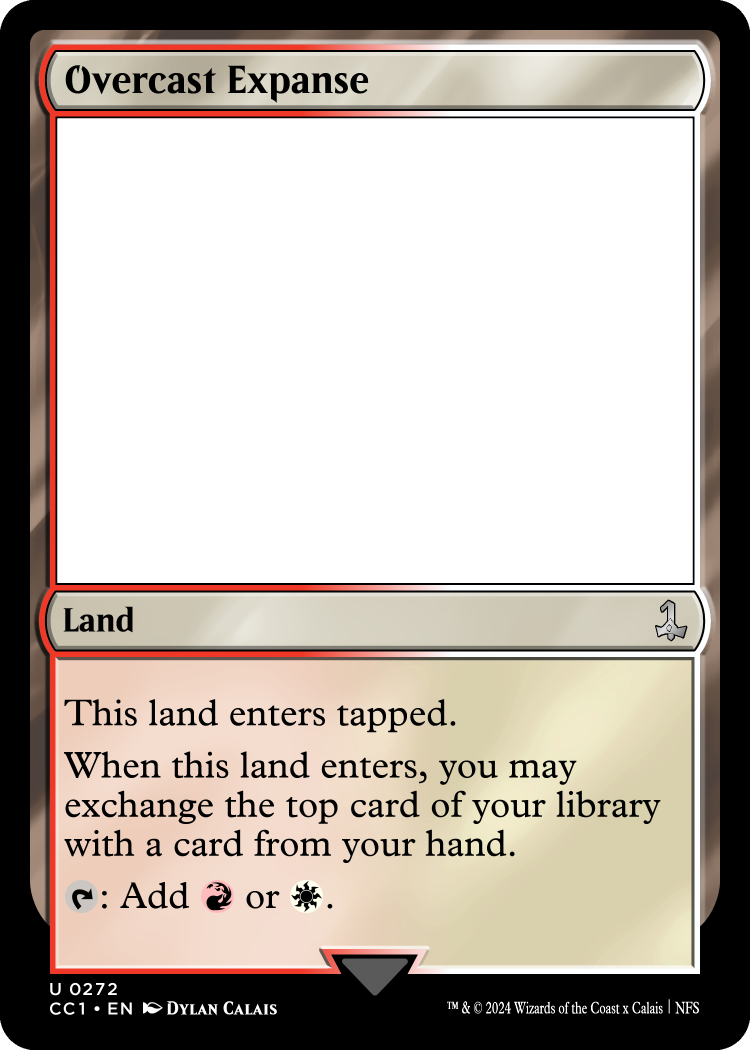 Overcast Expanse
Land
This land enters tapped.
When this land enters, you may
exchange the top card of your library
with a card from your hand.
: Add or .
U 0272
CC1 • EN Dylan Calais
™ & © 2024 Wizards of the Coast x Calais | NFS